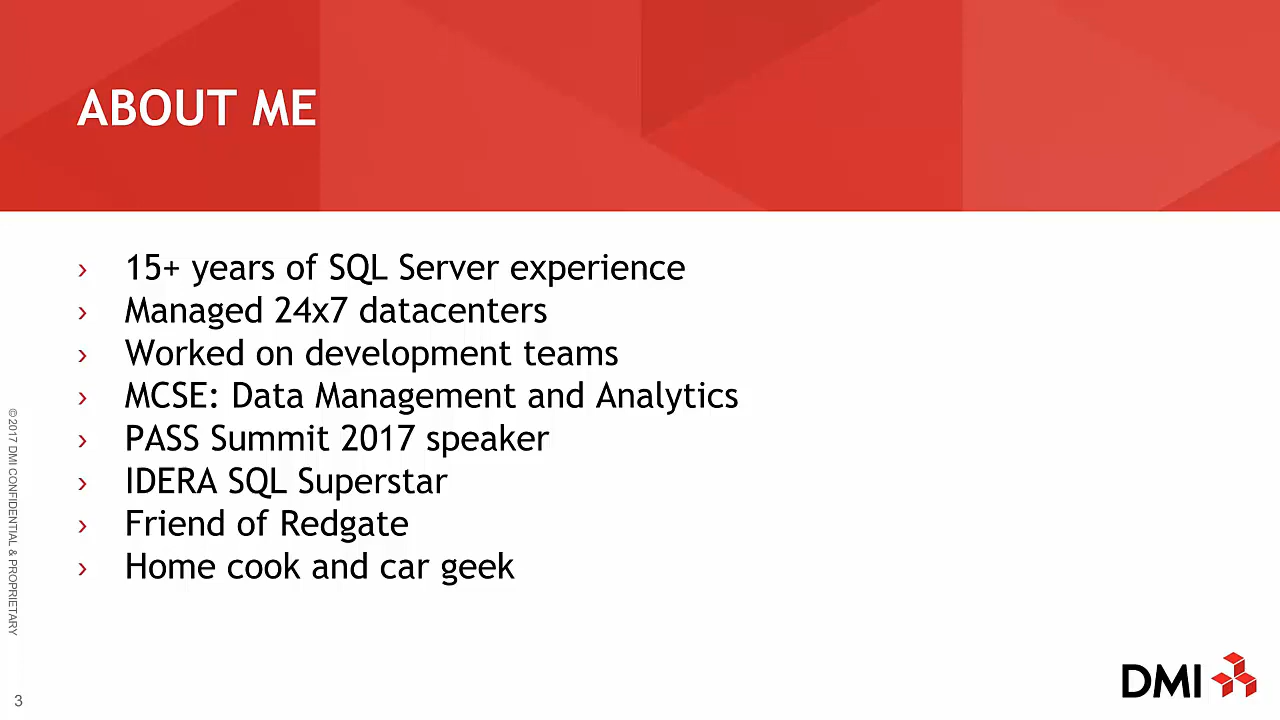 ABOUT ME
› 15+ years of SQL Server experience
› Managed 24x7 datacenters
› Worked on development teams
› MCSE: Data Management and Analytics
› PASS Summit 2017 speaker
› IDERA SQL Superstar
› Friend of Redgate
› Home cook and car geek
© 2017 DMI CONFIDENTIAL & PROPRIETARY
3
DMI